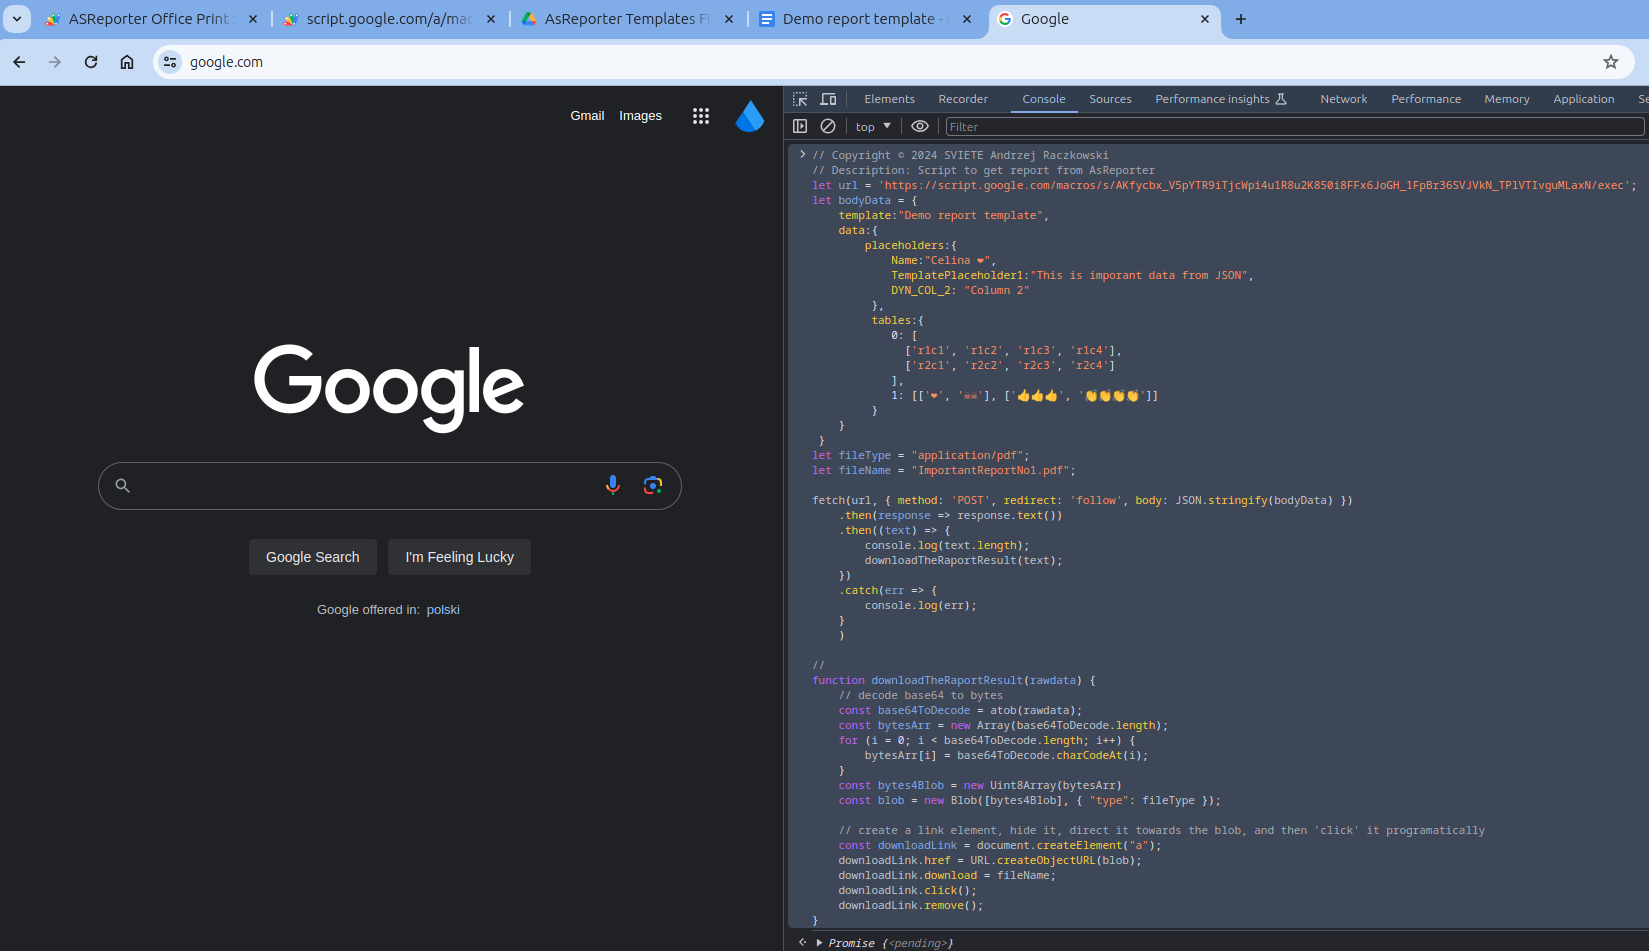 ASReporter Office Print
script.google.com/a/mac
AsReporter Templates F
Demo report template -
Google
google.com
Gmail
Images
Google
Google Search
I'm Feeling Lucky
Google offered in: polski
Elements
Recorder
Console
Sources
Performance insights
Network
Performance
Memory
Application
Se
top
Filter
// Copyright © 2024 SVIETE Andrzej Raczkowski
// Description: Script to get report from AsReporter
let url = 'https://script.google.com/macros/s/AKfycbx_V5pYTR9iTjcWpi4u1R8u2K850i8FFx6JoGH_1FpBr36SVJVkN_TPlVTIvguMLaxN/exec';
let bodyData = {
template:"Demo report template",
data:{
placeholders:{
Name:"Celina ❤",
TemplatePlaceholder1:"This is imporant data from JSON",
DYN_COL_2: "Column 2"
},
tables:{
0: [
['r1c1', 'r1c2', 'r1c3', 'r1c4'],
['r2c1', 'r2c2', 'r2c3', 'r2c4']
],
1: [['❤', '☠☠'], ['👍👍👍', '👏👏👏👏']]
}
}
}
let fileType = "application/pdf";
let fileName = "ImportantReportNo1.pdf";
fetch(url, { method: 'POST', redirect: 'follow', body: JSON.stringify(bodyData) })
.then(response => response.text())
.then((text) => {
console.log(text.length);
downloadTheRaportResult(text);
})
.catch(err => {
console.log(err);
}
)
//
function downloadTheRaportResult(rawdata) {
// decode base64 to bytes
const base64ToDecode = atob(rawdata);
const bytesArr = new Array(base64ToDecode.length);
for (i = 0; i < base64ToDecode.length; i++) {
bytesArr[i] = base64ToDecode.charCodeAt(i);
}
const bytes4Blob = new Uint8Array(bytesArr)
const blob = new Blob([bytes4Blob], { "type": fileType });
// create a link element, hide it, direct it towards the blob, and then 'click' it programatically
const downloadLink = document.createElement("a");
downloadLink.href = URL.createObjectURL(blob);
downloadLink.download = fileName;
downloadLink.click();
downloadLink.remove();
}
Promise {<pending>}